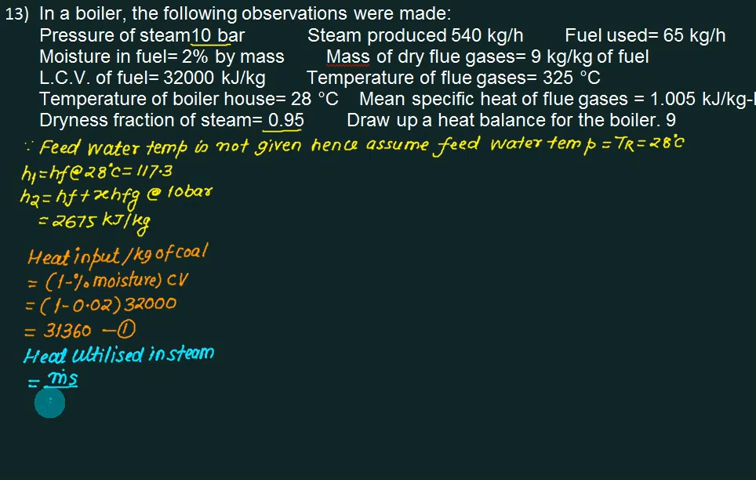 13) In a boiler, the following observations were made:
Pressure of steam10 bar Steam produced 540 kg/h Fuel used= 65 kg/h
Moisture in fuel= 2% by mass Mass of dry flue gases= 9 kg/kg of fuel
L.C.V. of fuel= 32000 kJ/kg Temperature of flue gases= 325 °C
Temperature of boiler house= 28 °C Mean specific heat of flue gases = 1.005 kJ/kg-
Dryness fraction of steam= 0.95 Draw up a heat balance for the boiler. 9
∵ Feed water temp is not given hence assume feed water temp = TR = 28°C
h1 = hf @ 28°C = 117.3
h2 = hf + xhfg @ 10bar
= 2675 KJ/kg
Heat input /kg of coal
= (1-% moisture) CV
= (1-0.02) 32000
= 31360 — ①
Heat Utilised in steam
= ṁs